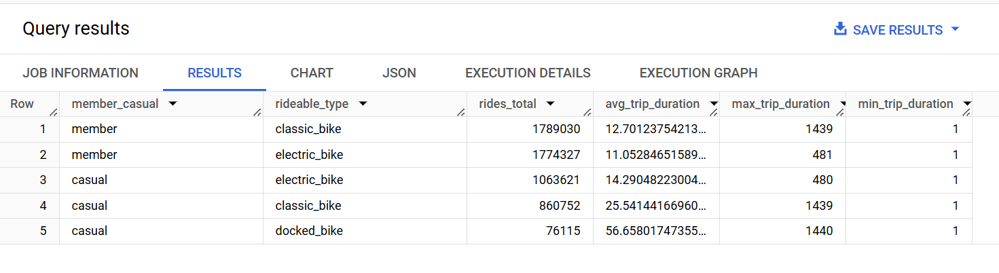 Query results
SAVE RESULTS
JOB INFORMATION RESULTS CHART JSON EXECUTION DETAILS EXECUTION GRAPH
Row member_casual rideable_type rides_total avg_trip_duration max_trip_duration min_trip_duration
1 member classic_bike 1789030 12.70123754213… 1439 1
2 member electric_bike 1774327 11.05284651589… 481 1
3 casual electric_bike 1063621 14.29048223004… 480 1
4 casual classic_bike 860752 25.54144166960… 1439 1
5 casual docked_bike 76115 56.65801747355… 1440 1